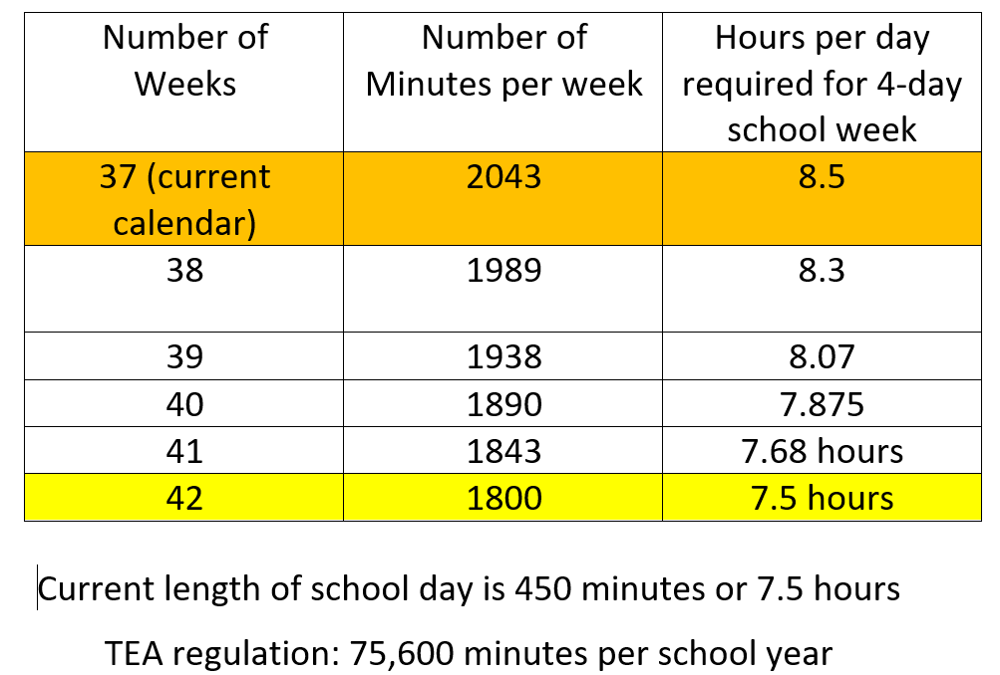 Number of Weeks | Number of Minutes per week | Hours per day required for 4-day school week
37 (current calendar) | 2043 | 8.5
38 | 1989 | 8.3
39 | 1938 | 8.07
40 | 1890 | 7.875
41 | 1843 | 7.68 hours
42 | 1800 | 7.5 hours
Current length of school day is 450 minutes or 7.5 hours
TEA regulation: 75,600 minutes per school year